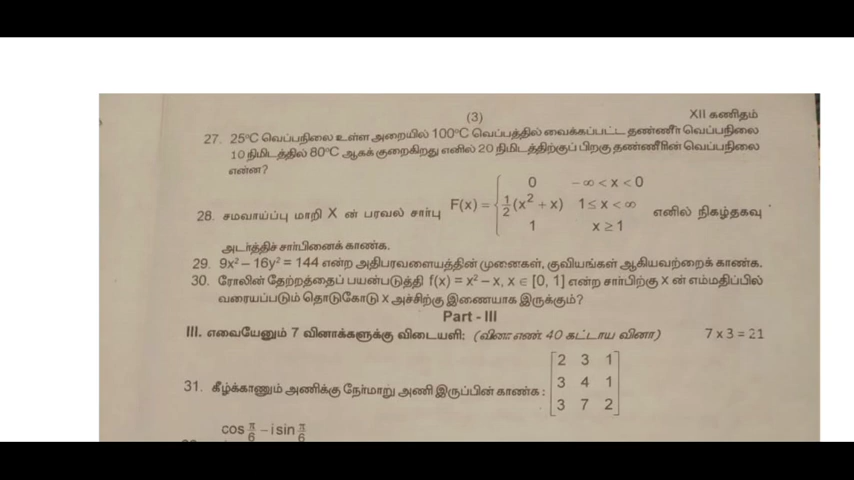 (3)
XII கணிதம்
27. 25°C வெப்பநிலை உள்ள அறையில் 100°C வெப்பத்தில் வைக்கப்பட்ட தண்ணீர் வெப்பநிலை
10 நிமிடத்தில் 80°C ஆகக் குறைகிறது எனில் 20 நிமிடத்திற்குப் பிறகு தண்ணீரின் வெப்பநிலை
என்ன?
28. சமவாய்ப்பு மாறி X ன் பரவல் சார்பு F(x) = { 0 -∞ < x < 0
1/2 (x² + x) 1 ≤ x < ∞ எனில் நிகழ்தகவு
1 x ≥ 1
அடர்த்திச் சார்பினைக் காண்க.
29. 9x² – 16y² = 144 என்ற அதிபரவளையத்தின் முனைகள், குவியங்கள் ஆகியவற்றைக் காண்க.
30. ரோலின் தேற்றத்தைப் பயன்படுத்தி f(x) = x² – x, x ∈ [0, 1] என்ற சார்பிற்கு x ன் எம்மதிப்பில்
வரையப்படும் தொடுகோடு x அச்சிற்கு இணையாக இருக்கும்?
Part - III
III. எவையேனும் 7 வினாக்களுக்கு விடையளி: (வினா எண். 40 கட்டாய வினா) 7 x 3 = 21
31. கீழ்க்காணும் அணிக்கு நேர்மாறு அணி இருப்பின் காண்க : [2 3 1
3 4 1
3 7 2]
cos π/6 – i sin π/6